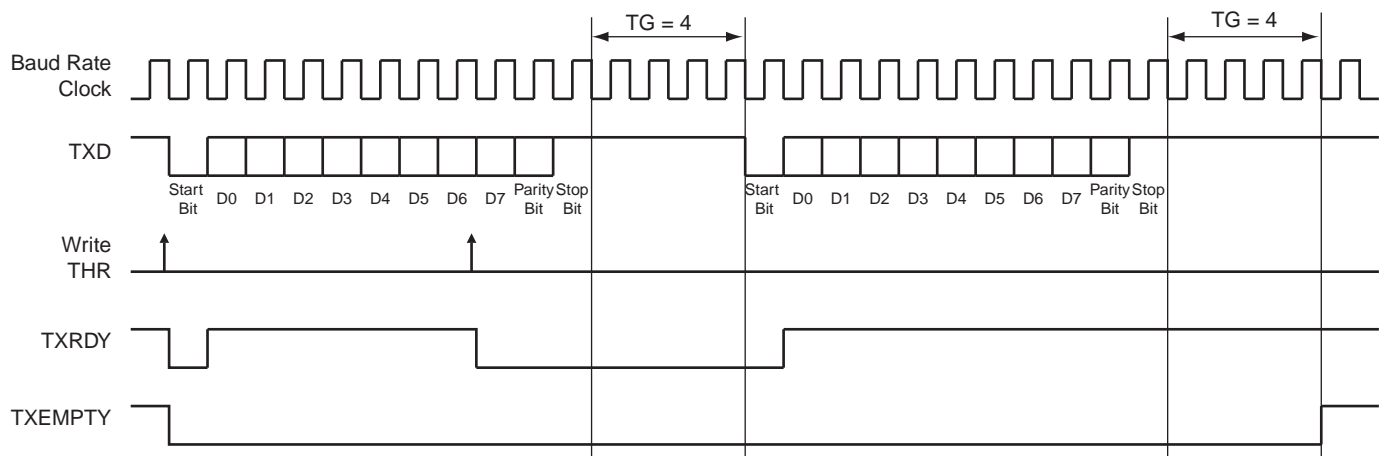 TG = 4
TG = 4
Baud Rate
Clock
TXD
Start
Bit
D0
D1
D2
D3
D4
D5
D6
D7
Parity
Bit
Stop
Bit
Start
Bit
D0
D1
D2
D3
D4
D5
D6
D7
Parity
Bit
Stop
Bit
Write
THR
TXRDY
TXEMPTY